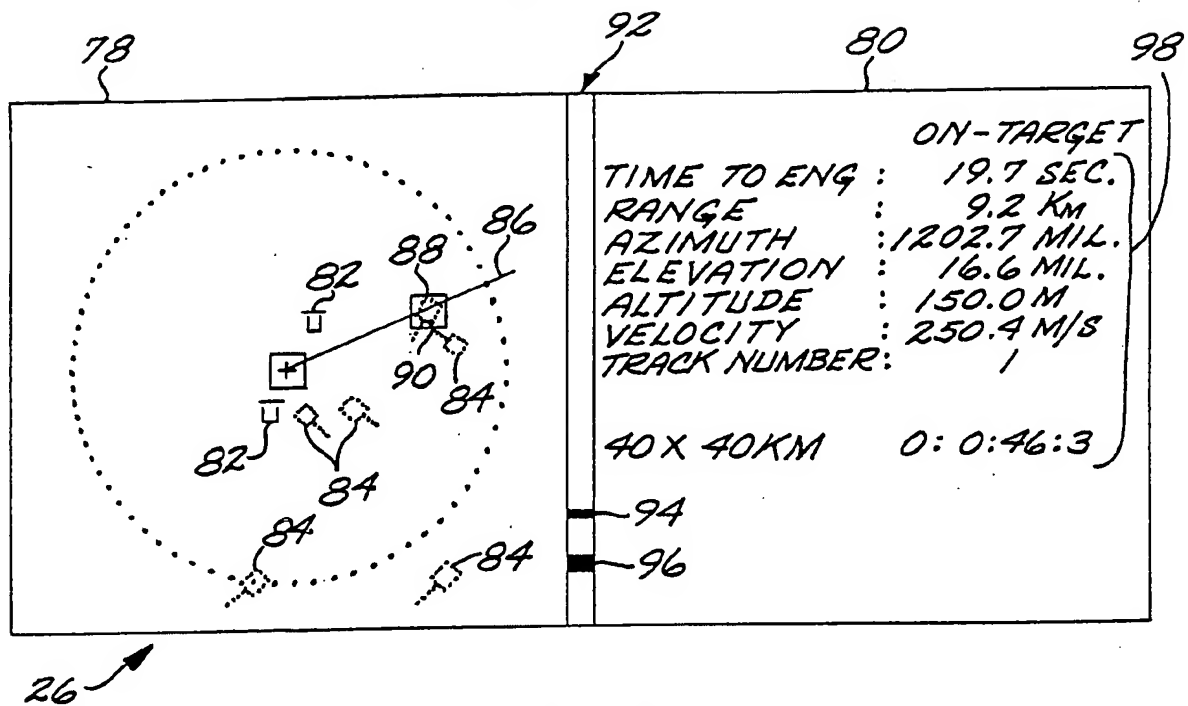 78
92
80
98
ON-TARGET
TIME TO ENG : 19.7 SEC.
RANGE : 9.2 KM
AZIMUTH : 1202.7 MIL.
ELEVATION : 16.6 MIL.
ALTITUDE : 150.0 M
VELOCITY : 250.4 M/S
TRACK NUMBER: 1
40 X 40KM 0: 0:46:3
86
88
82
90
84
82
84
94
84
84
96
26